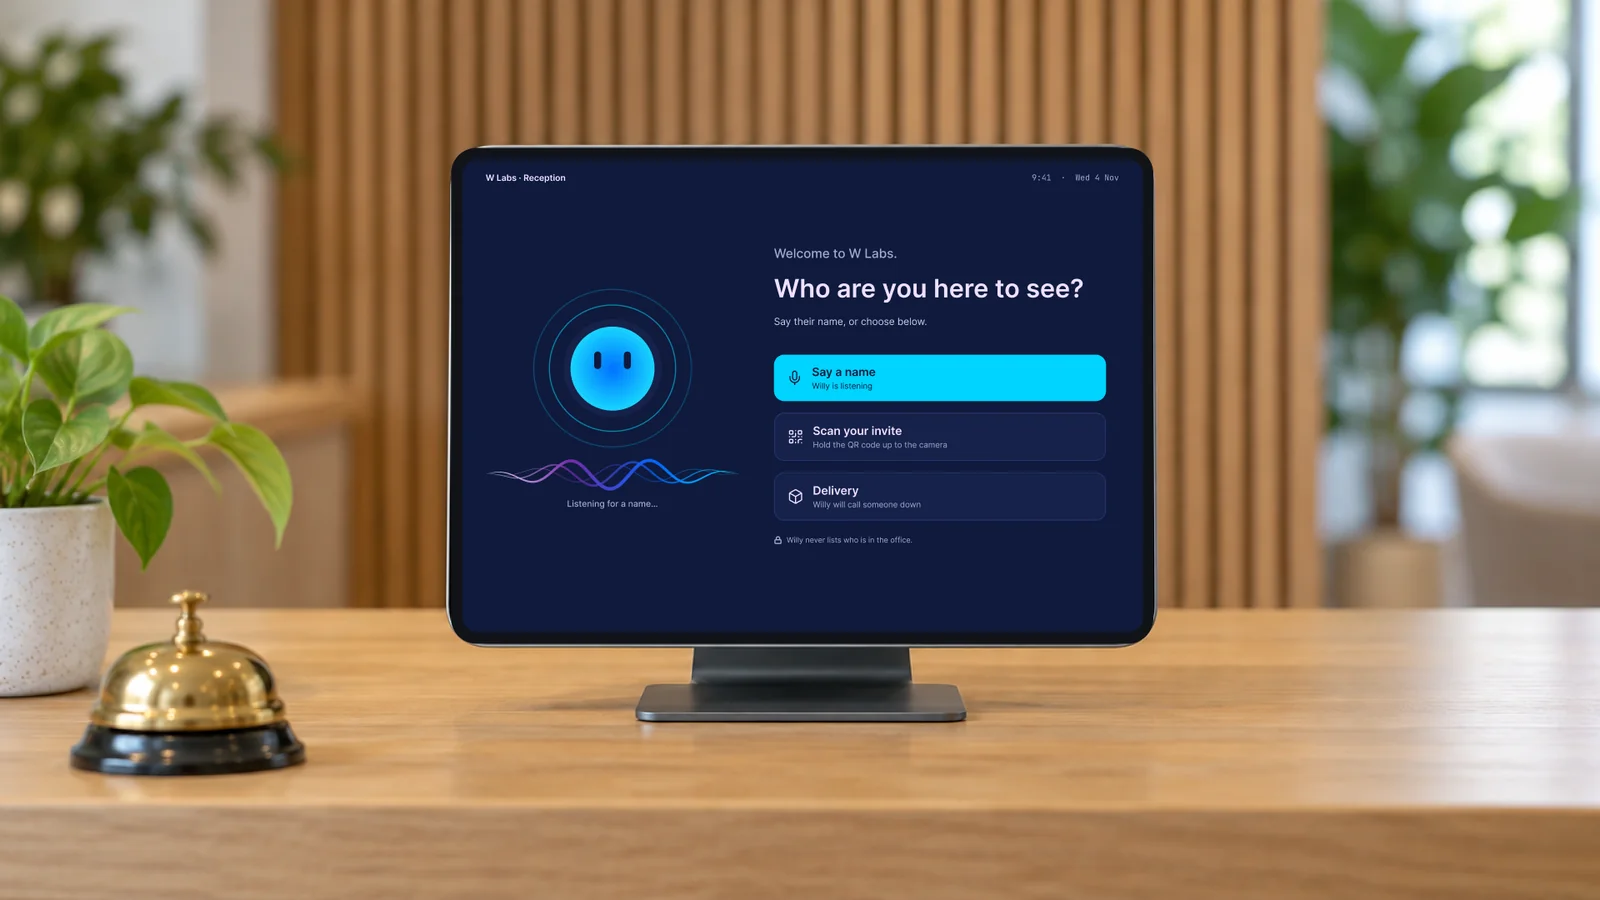 W Labs · Reception
9:41 · Wed 4 Nov
Welcome to W Labs.
Who are you here to see?
Say their name, or choose below.
Say a name
Willy is listening
Scan your invite
Hold the QR code up to the camera
Delivery
Willy will call someone down
Willy never lists who is in the office.
Listening for a name...